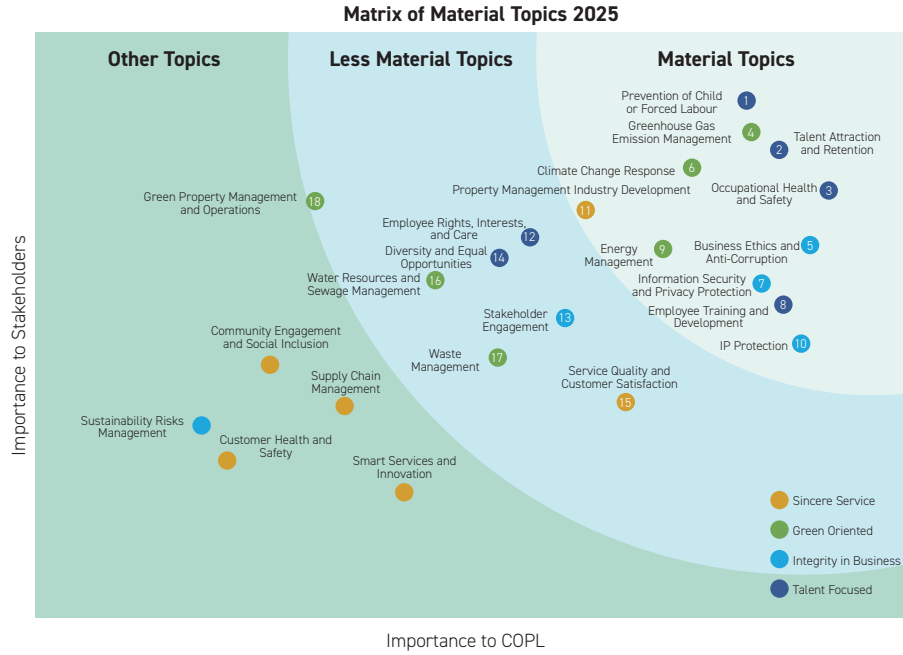 Matrix of Material Topics 2025
Other Topics
Less Material Topics
Material Topics
Prevention of Child
or Forced Labour
1
Greenhouse Gas
Emission Management
4
2
Talent Attraction
and Retention
Climate Change Response
6
Property Management Industry Development
11
Occupational Health
and Safety
3
Green Property Management
and Operations
18
Employee Rights, Interests,
and Care
12
Diversity and Equal
Opportunities
14
Energy
Management
9
Business Ethics and
Anti-Corruption
5
Water Resources and
Sewage Management
16
Information Security
and Privacy Protection
7
Employee Training and
Development
8
Stakeholder
Engagement
13
IP Protection
10
Waste
Management
17
Community Engagement
and Social Inclusion
Supply Chain
Management
Service Quality and
Customer Satisfaction
15
Sustainability Risks
Management
Customer Health and
Safety
Smart Services and
Innovation
Sincere Service
Green Oriented
Integrity in Business
Talent Focused
Importance to Stakeholders
Importance to COPL